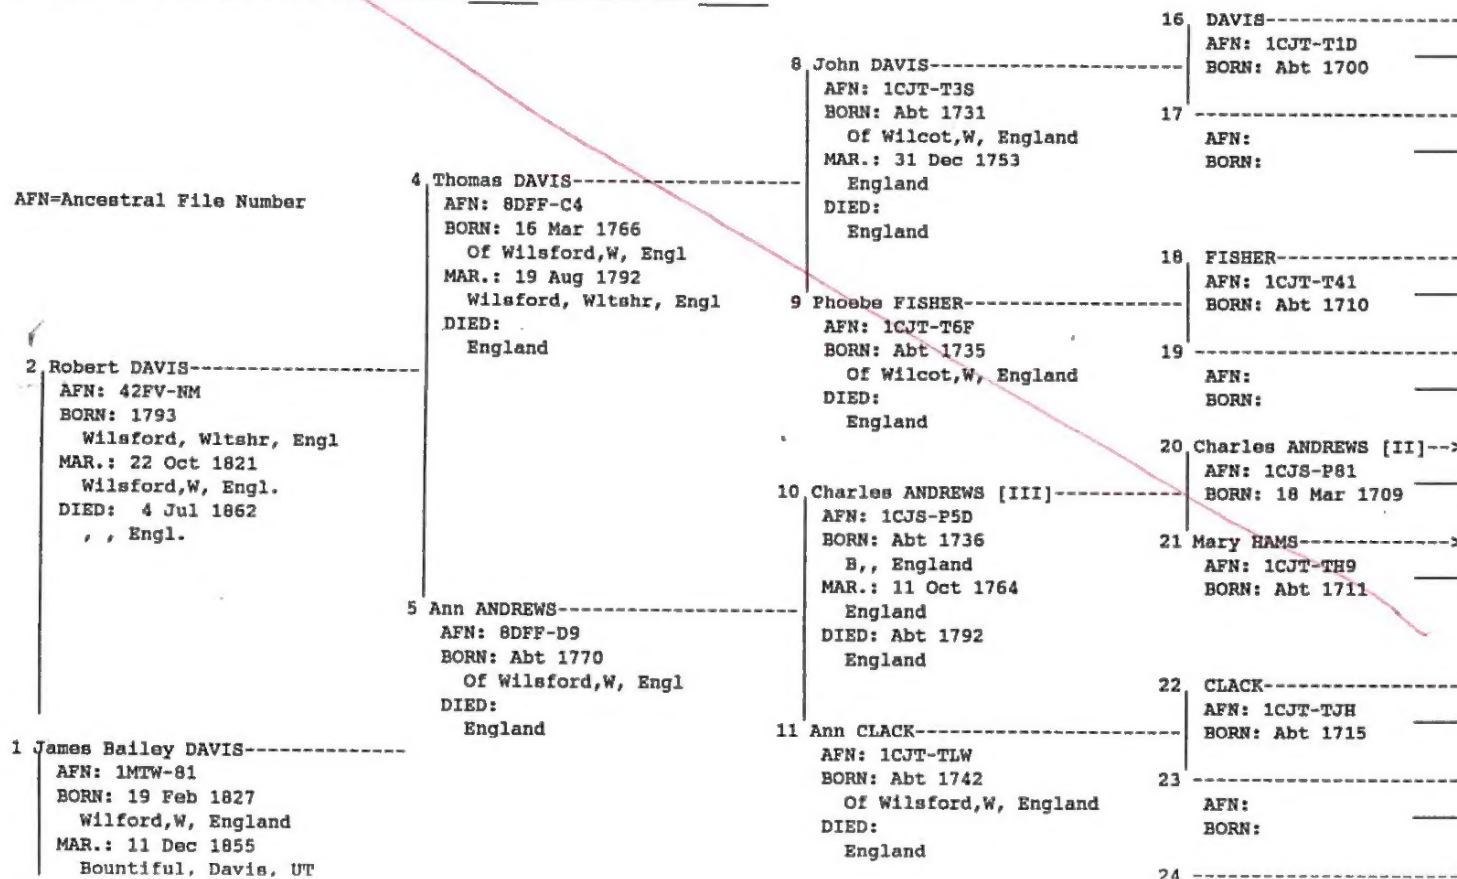 AFN=Ancestral File Number
2 Robert DAVIS--------------------
AFN: 42FV-NM
BORN: 1793
Wilsford, Wltshr, Engl
MAR.: 22 Oct 1821
Wilsford,W, Engl.
DIED: 4 Jul 1862
, , Engl.
1 James Bailey DAVIS--------------
AFN: 1MTW-81
BORN: 19 Feb 1827
Wilford,W, England
MAR.: 11 Dec 1855
Bountiful, Davis, UT
4 Thomas DAVIS--------------------
AFN: 8DFF-C4
BORN: 16 Mar 1766
Of Wilsford,W, Engl
MAR.: 19 Aug 1792
Wilsford, Wltshr, Engl
DIED:
England
5 Ann ANDREWS---------------------
AFN: 8DFF-D9
BORN: Abt 1770
Of Wilsford,W, Engl
DIED:
England
8 John DAVIS----------------------
AFN: 1CJT-T3S
BORN: Abt 1731
Of Wilcot,W, England
MAR.: 31 Dec 1753
England
DIED:
England
9 Phoebe FISHER-------------------
AFN: 1CJT-T6F
BORN: Abt 1735
Of Wilcot,W, England
DIED:
England
10 Charles ANDREWS [III]-----------
AFN: 1CJS-P5D
BORN: Abt 1736
B,, England
MAR.: 11 Oct 1764
England
DIED: Abt 1792
England
11 Ann CLACK-----------------------
AFN: 1CJT-TLW
BORN: Abt 1742
Of Wilsford,W, England
DIED:
England
16 DAVIS-----------------
AFN: 1CJT-T1D
BORN: Abt 1700
17 ----------------------
AFN:
BORN:
18 FISHER----------------
AFN: 1CJT-T41
BORN: Abt 1710
19 ----------------------
AFN:
BORN:
20 Charles ANDREWS [II]-->
AFN: 1CJS-P81
BORN: 18 Mar 1709
21 Mary HAMS------------->
AFN: 1CJT-TH9
BORN: Abt 1711
22 CLACK-----------------
AFN: 1CJT-TJH
BORN: Abt 1715
23 ----------------------
AFN:
BORN:
24 ----------------------